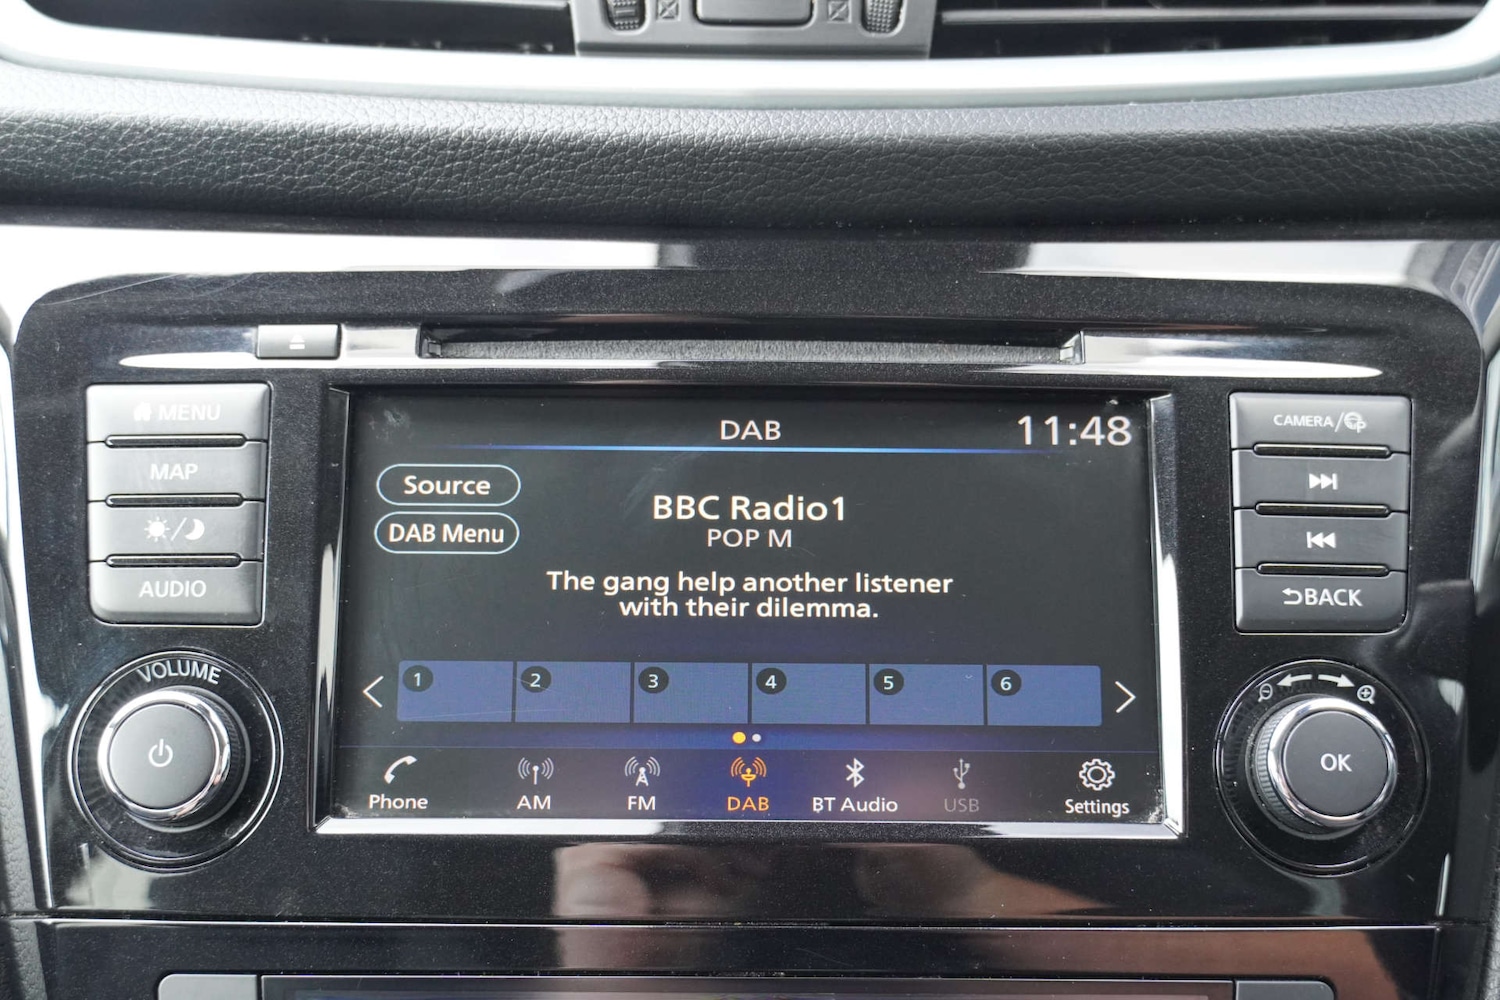 MENU
MAP
AUDIO
VOLUME
DAB
11:48
Source
DAB Menu
BBC Radio1
POP M
The gang help another listener
with their dilemma.
1 2 3 4 5 6
Phone AM FM DAB BT Audio USB Settings
CAMERA/
BACK
OK